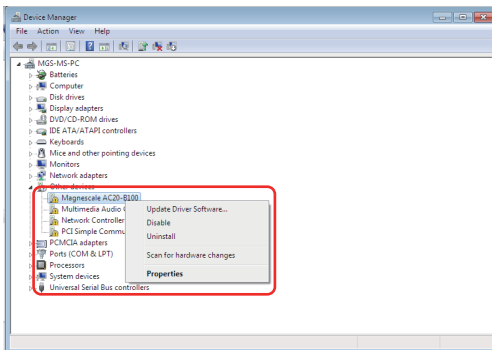 Device Manager
File Action View Help
MGS-MS-PC
Batteries
Computer
Disk drives
Display adapters
DVD/CD-ROM drives
IDE ATA/ATAPI controllers
Keyboards
Mice and other pointing devices
Monitors
Network adapters
Other devices
Magnescale AC20-B100
Multimedia Audio
Network Controller
PCI Simple Commu
PCMCIA adapters
Ports (COM & LPT)
Processors
System devices
Universal Serial Bus controllers
Update Driver Software...
Disable
Uninstall
Scan for hardware changes
Properties